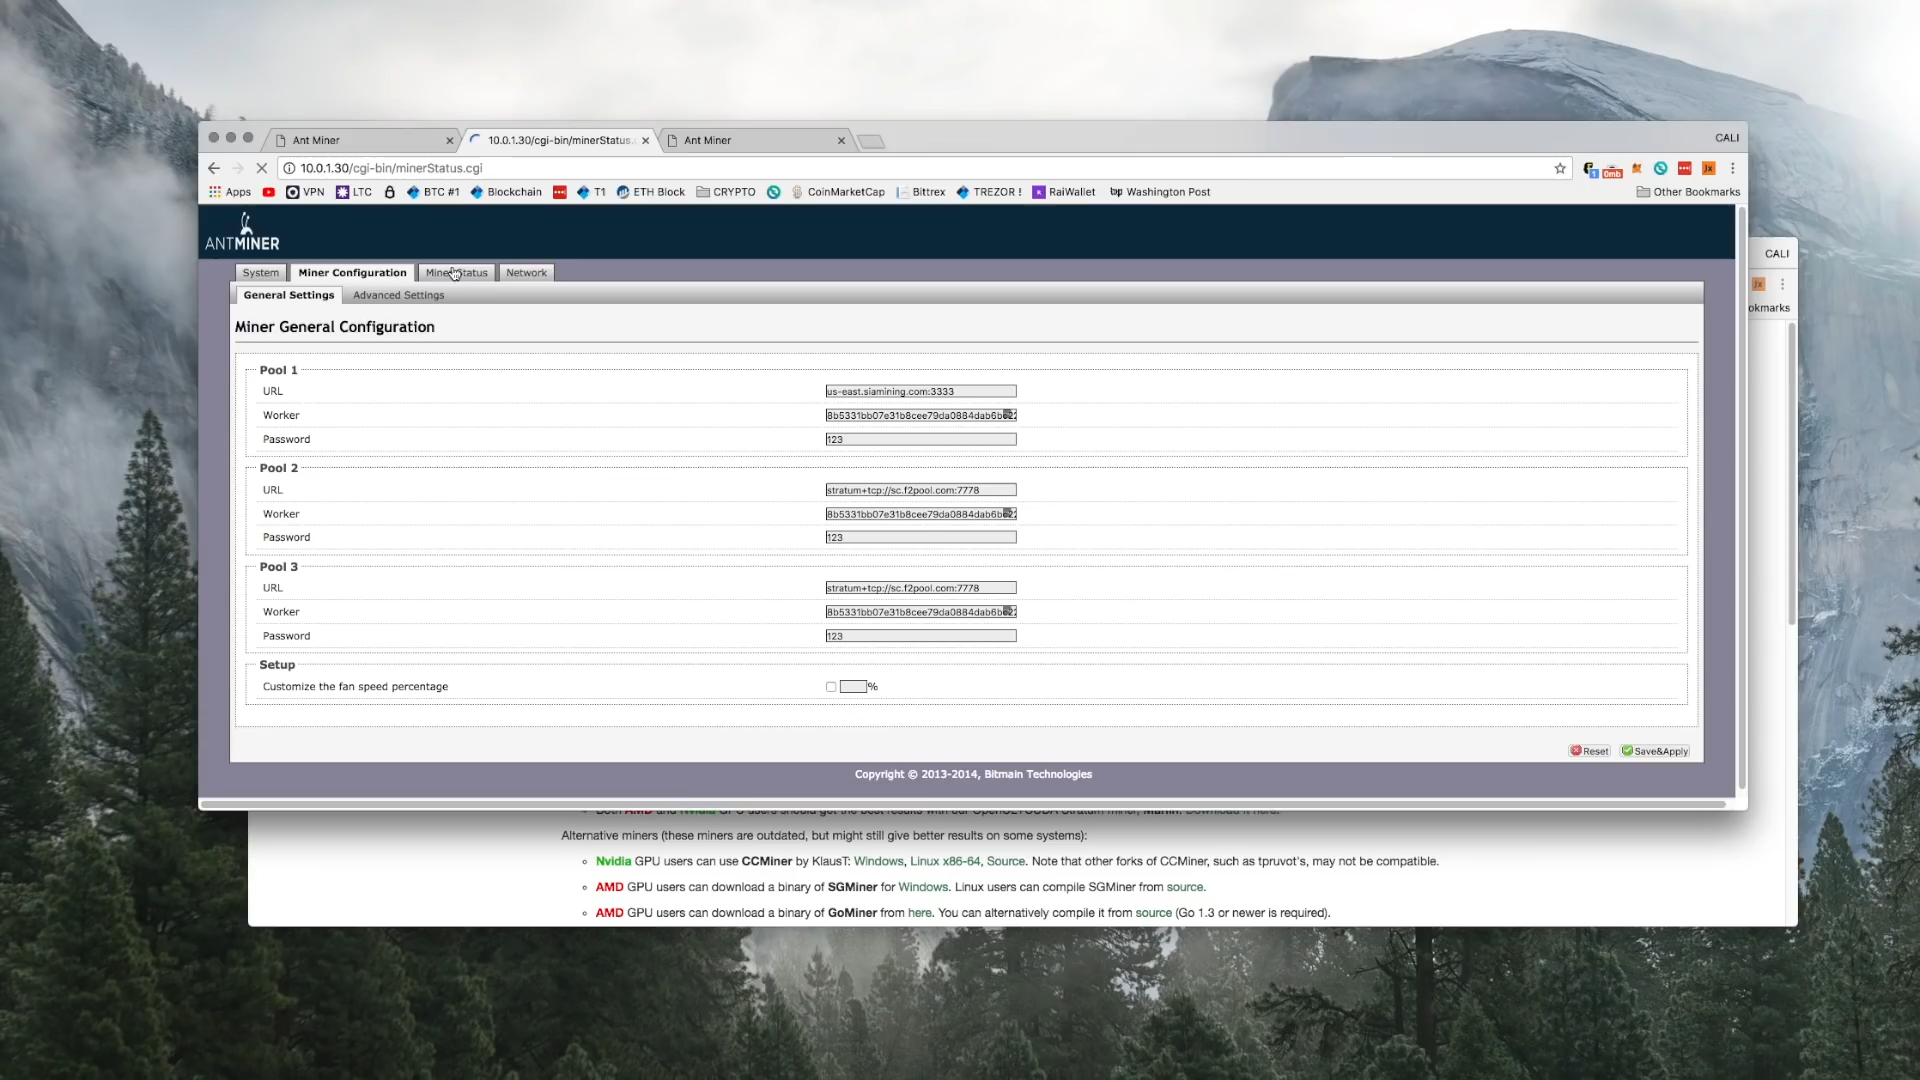 Ant Miner
10.0.1.30/cgi-bin/minerStatus.
Ant Miner
CALI
10.0.1.30/cgi-bin/minerStatus.cgi
1
0mb
Jx
Apps
VPN
LTC
BTC #1
Blockchain
T1
ETH Block
CRYPTO
CoinMarketCap
Bittrex
TREZOR !
RaiWallet
wp Washington Post
Other Bookmarks
ANTMINER
CALI
Jx
okmarks
System
Miner Configuration
Miner Status
Network
General Settings
Advanced Settings
Miner General Configuration
Pool 1
URL
us-east.siamining.com:3333
Worker
8b5331bb07e31b8cee79da0884dab6b
Password
123
Pool 2
URL
stratum+tcp://sc.f2pool.com:7778
Worker
8b5331bb07e31b8cee79da0884dab6b
Password
123
Pool 3
URL
stratum+tcp://sc.f2pool.com:7778
Worker
8b5331bb07e31b8cee79da0884dab6b
Password
123
Setup
Customize the fan speed percentage
%
Reset
Save&Apply
Copyright © 2013-2014, Bitmain Technologies
Alternative miners (these miners are outdated, but might still give better results on some systems):
Nvidia GPU users can use CCMiner by KlausT: Windows, Linux x86-64, Source. Note that other forks of CCMiner, such as tpruvot's, may not be compatible.
AMD GPU users can download a binary of SGMiner for Windows. Linux users can compile SGMiner from source.
AMD GPU users can download a binary of GoMiner from here. You can alternatively compile it from source (Go 1.3 or newer is required).